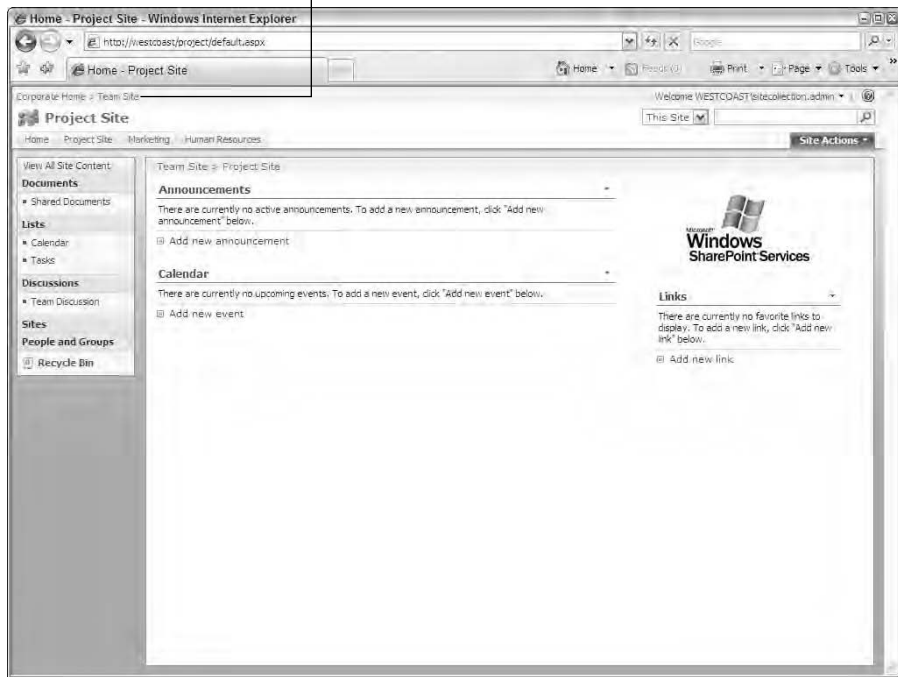 Home - Project Site - Windows Internet Explorer
http://westcoast/project/default.aspx
Google
Home - Project Site
Home
Feeds (0)
Print
Page
Tools
Corporate Home > Team Site
Welcome WESTCOAST\sitecollection.admin
Project Site
This Site
Home Project Site Marketing Human Resources
Site Actions
View All Site Content
Documents
Shared Documents
Lists
Calendar
Tasks
Discussions
Team Discussion
Sites
People and Groups
Recycle Bin
Team Site > Project Site
Announcements
There are currently no active announcements. To add a new announcement, click "Add new
announcement" below.
Add new announcement
Calendar
There are currently no upcoming events. To add a new event, click "Add new event" below.
Add new event
Microsoft
Windows
SharePoint Services
Links
There are currently no favorite links to
display. To add a new link, click "Add new
link" below.
Add new link